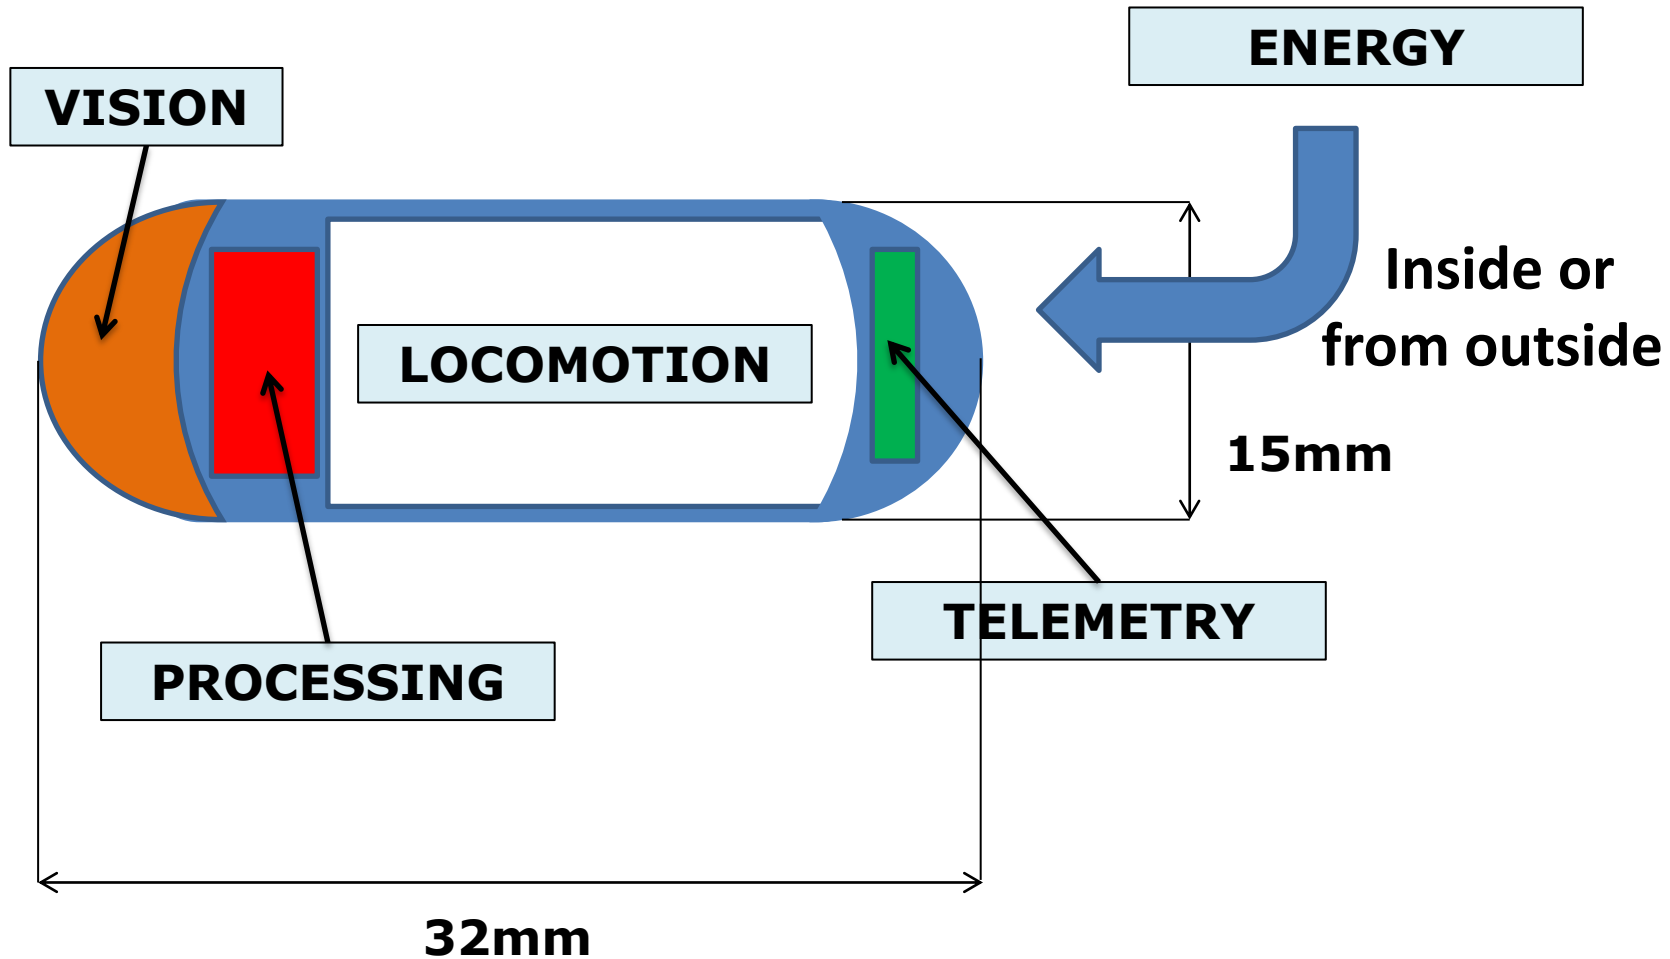 ENERGY
VISION
Inside or
from outside
LOCOMOTION
15mm
TELEMETRY
PROCESSING
32mm